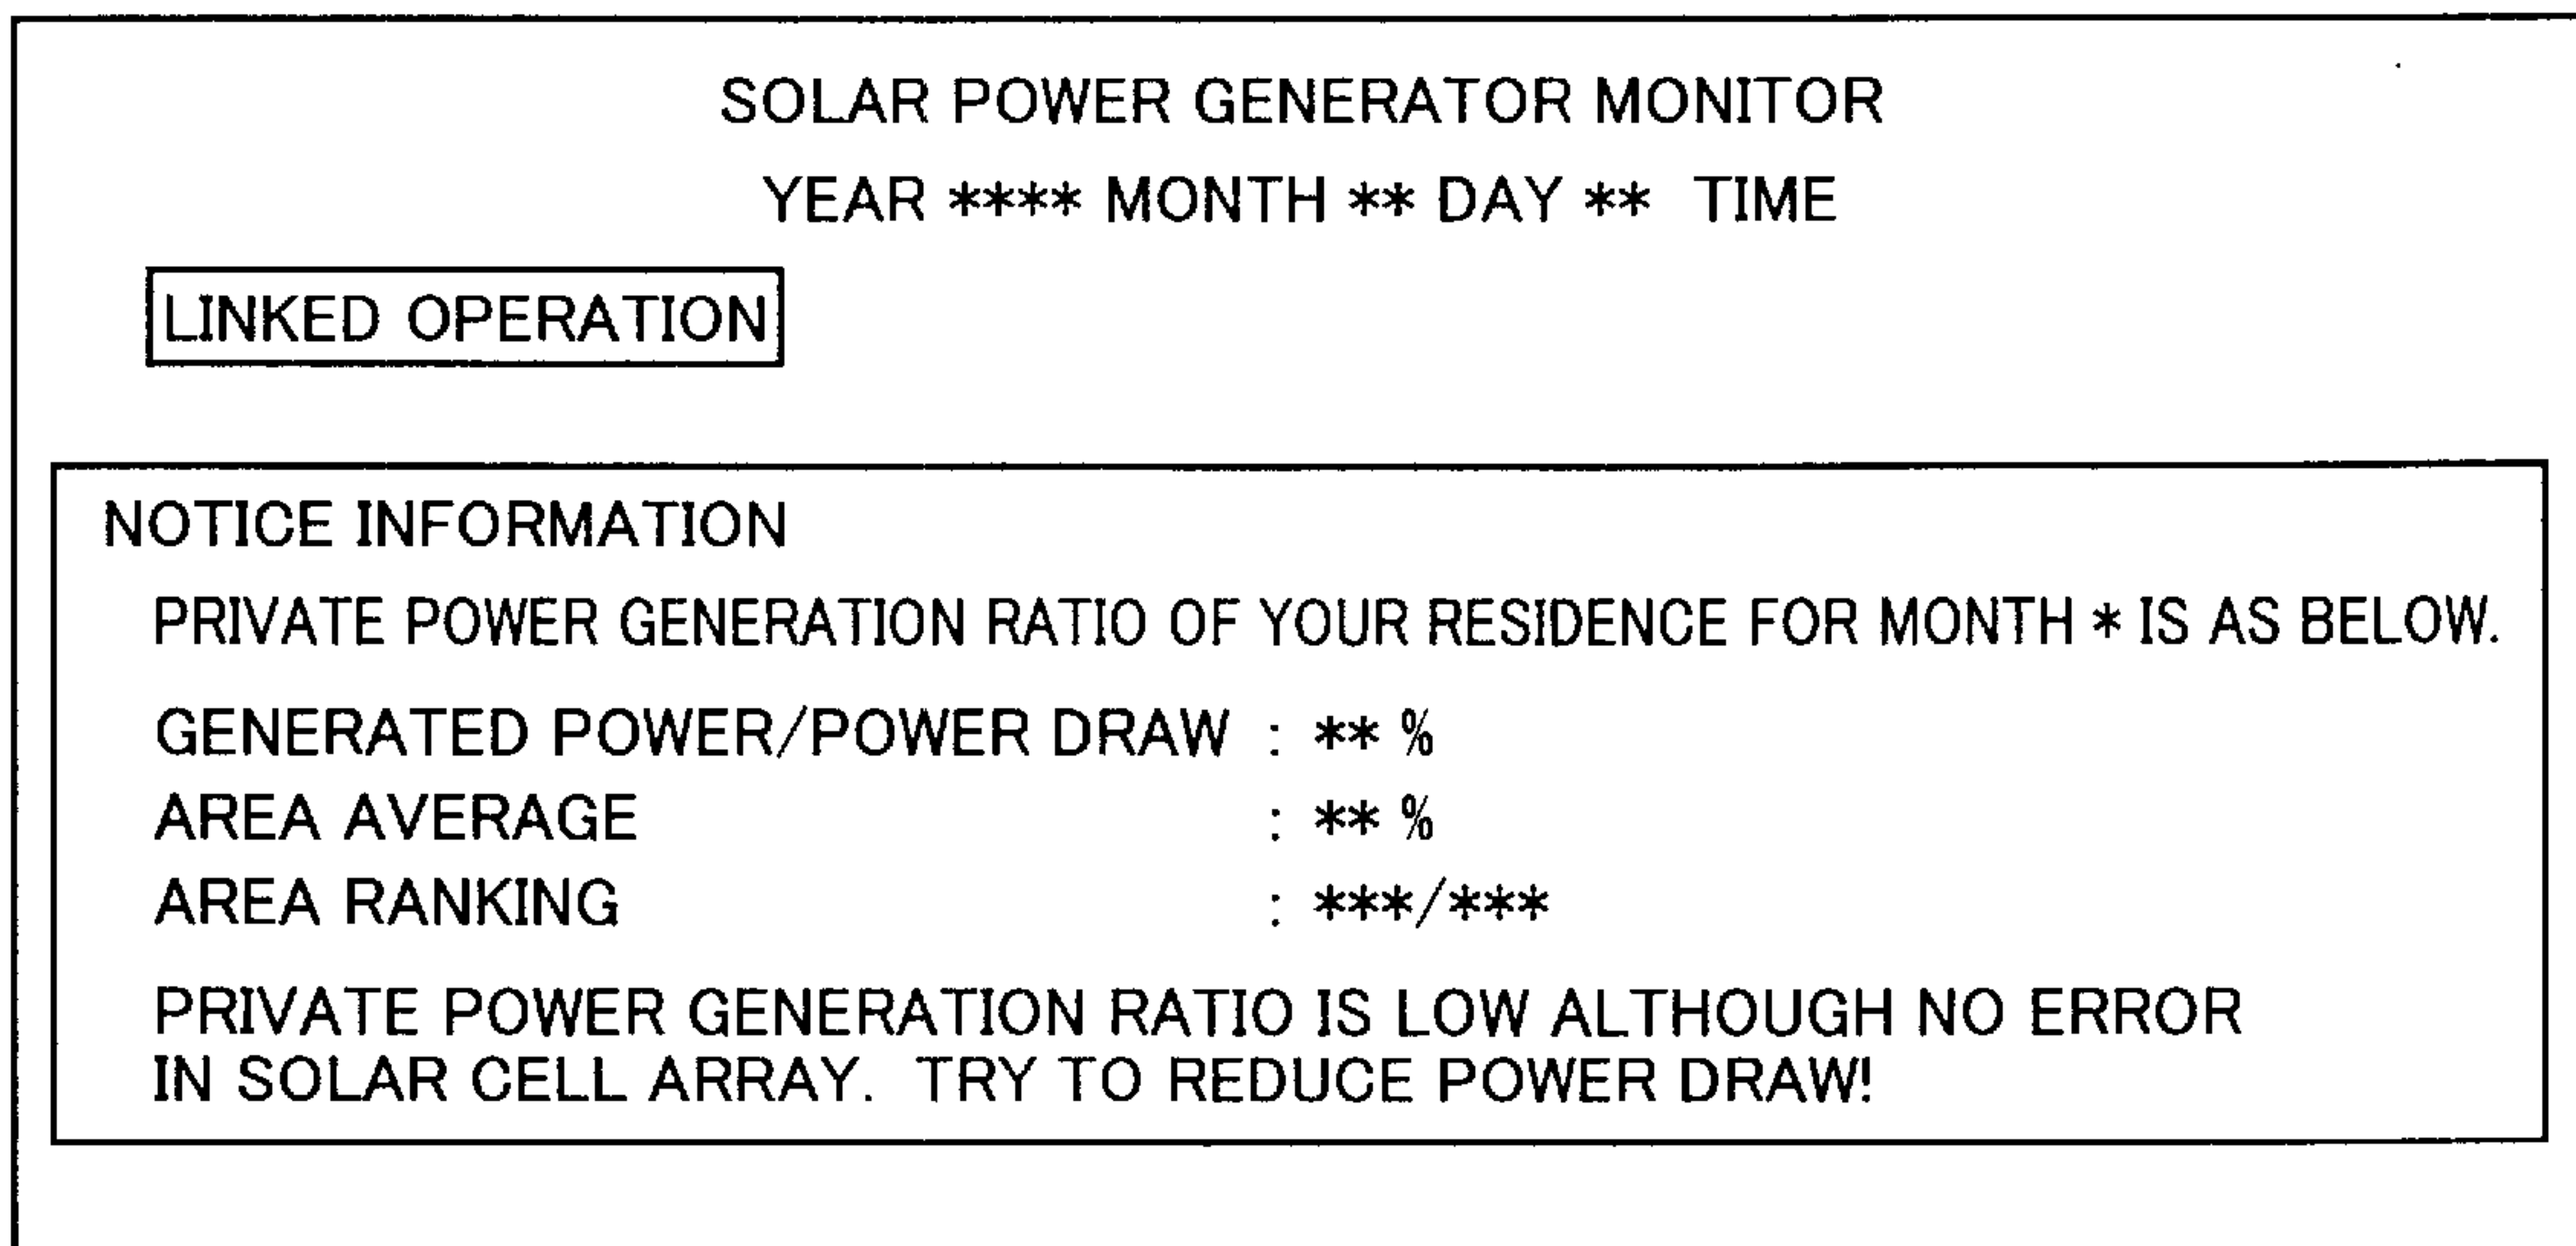 SOLAR POWER GENERATOR MONITOR
YEAR **** MONTH ** DAY ** TIME
LINKED OPERATION
NOTICE INFORMATION
PRIVATE POWER GENERATION RATIO OF YOUR RESIDENCE FOR MONTH * IS AS BELOW.
GENERATED POWER/POWER DRAW : ** %
AREA AVERAGE : ** %
AREA RANKING : ***/***
PRIVATE POWER GENERATION RATIO IS LOW ALTHOUGH NO ERROR
IN SOLAR CELL ARRAY. TRY TO REDUCE POWER DRAW!